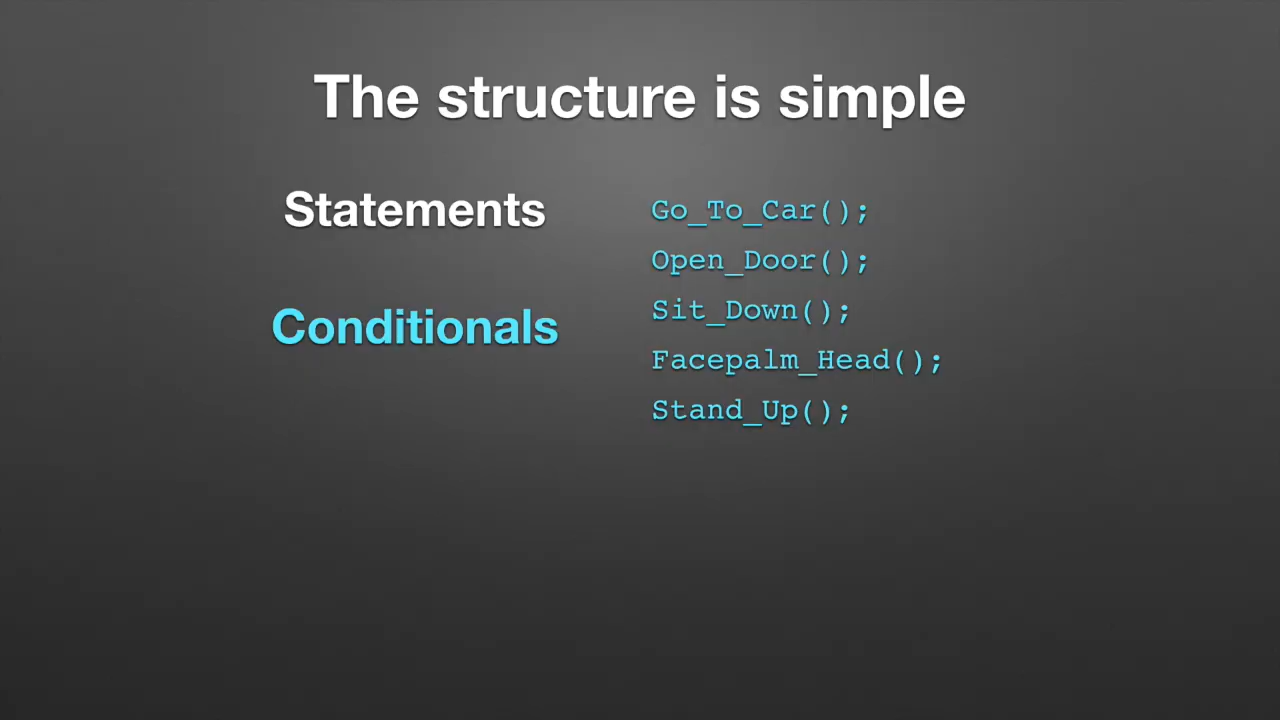 The structure is simple
Statements
Conditionals
Go_To_Car();
Open_Door();
Sit_Down();
Facepalm_Head();
Stand_Up();